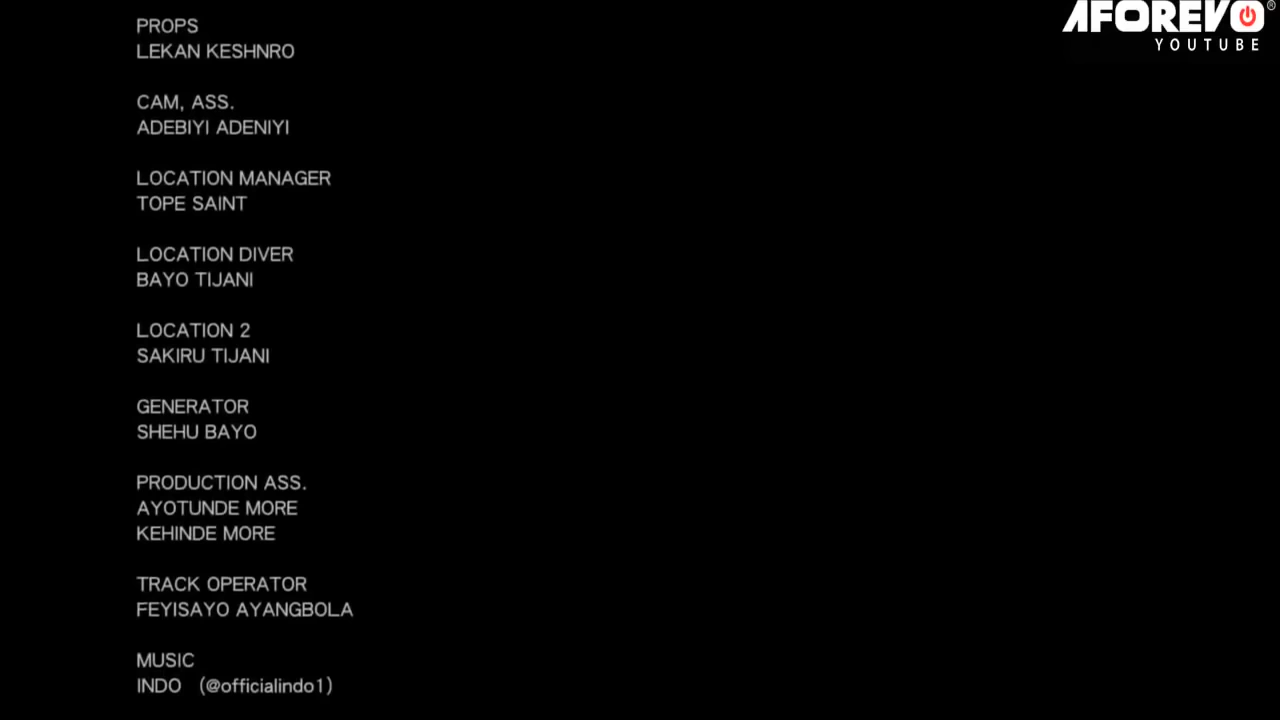 AFOREVO®
YOUTUBE
PROPS
LEKAN KESHNRO
CAM, ASS.
ADEBIYI ADENIYI
LOCATION MANAGER
TOPE SAINT
LOCATION DIVER
BAYO TIJANI
LOCATION 2
SAKIRU TIJANI
GENERATOR
SHEHU BAYO
PRODUCTION ASS.
AYOTUNDE MORE
KEHINDE MORE
TRACK OPERATOR
FEYISAYO AYANGBOLA
MUSIC
INDO (@officialindo1)